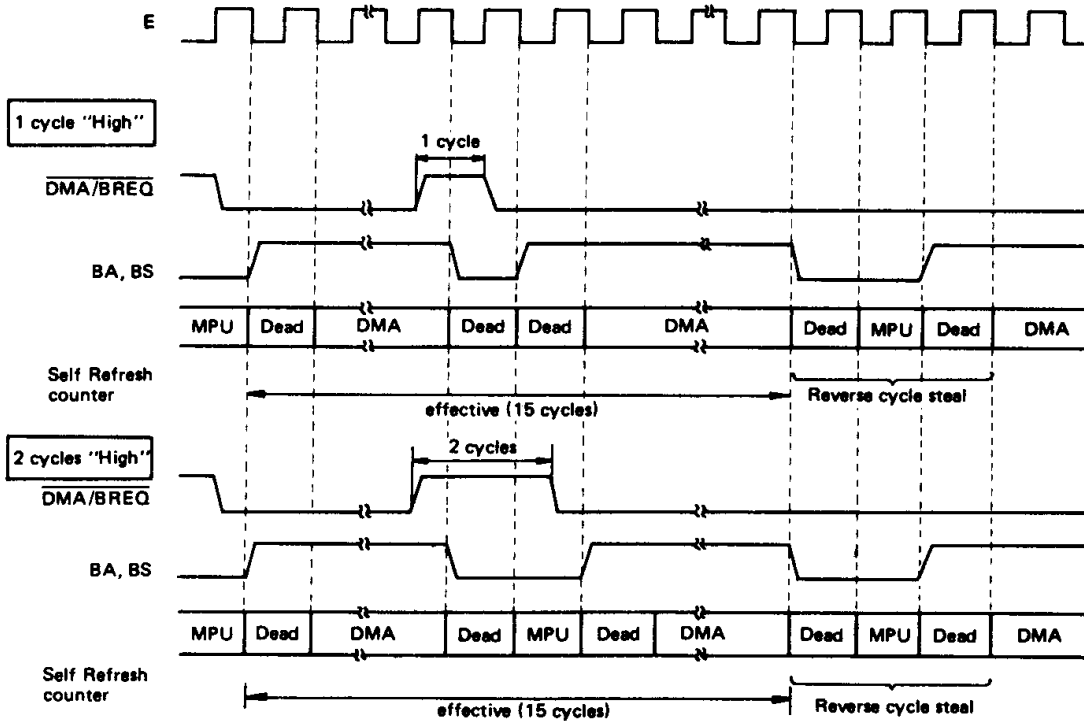 E
1 cycle "High"
1 cycle
DMA/BREQ
BA, BS
MPU Dead DMA Dead Dead DMA Dead MPU Dead DMA
Self Refresh
counter
effective (15 cycles)
Reverse cycle steal
2 cycles "High"
2 cycles
DMA/BREQ
BA, BS
MPU Dead DMA Dead MPU Dead DMA Dead MPU Dead DMA
Self Refresh
counter
effective (15 cycles)
Reverse cycle steal